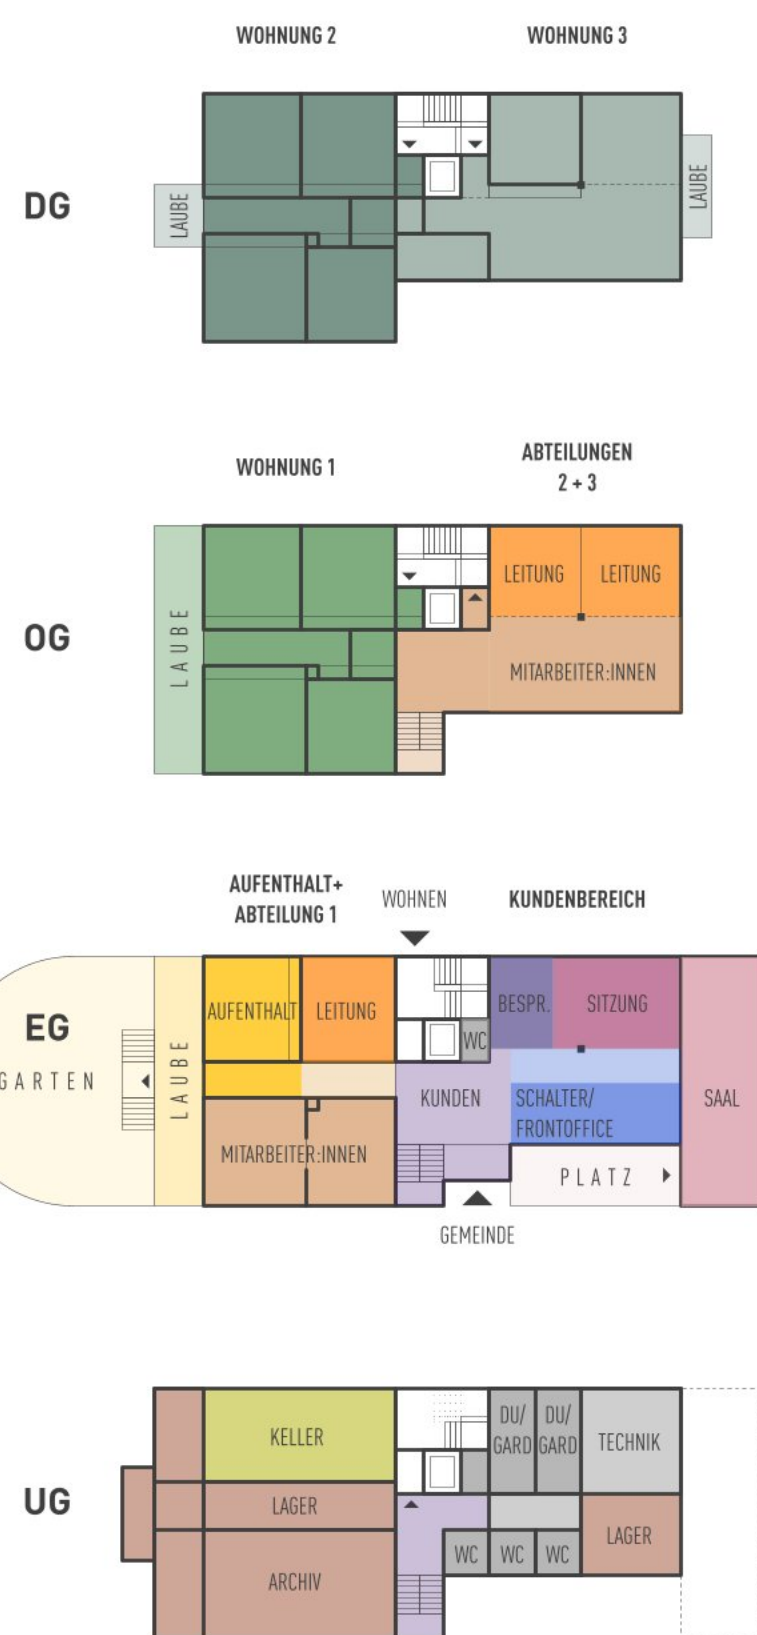 WOHNUNG 2
WOHNUNG 3
DG
LAUBE
LAUBE
WOHNUNG 1
ABTEILUNGEN
2 + 3
OG
LAUBE
LEITUNG
LEITUNG
MITARBEITER:INNEN
AUFENTHALT+
ABTEILUNG 1
WOHNEN
KUNDENBEREICH
EG
GARTEN
LAUBE
AUFENTHALT
LEITUNG
WC
BESPR.
SITZUNG
KUNDEN
SCHALTER/
FRONTOFFICE
SAAL
MITARBEITER:INNEN
PLATZ
GEMEINDE
UG
KELLER
DU/
GARD
DU/
GARD
TECHNIK
LAGER
LAGER
ARCHIV
WC
WC
WC